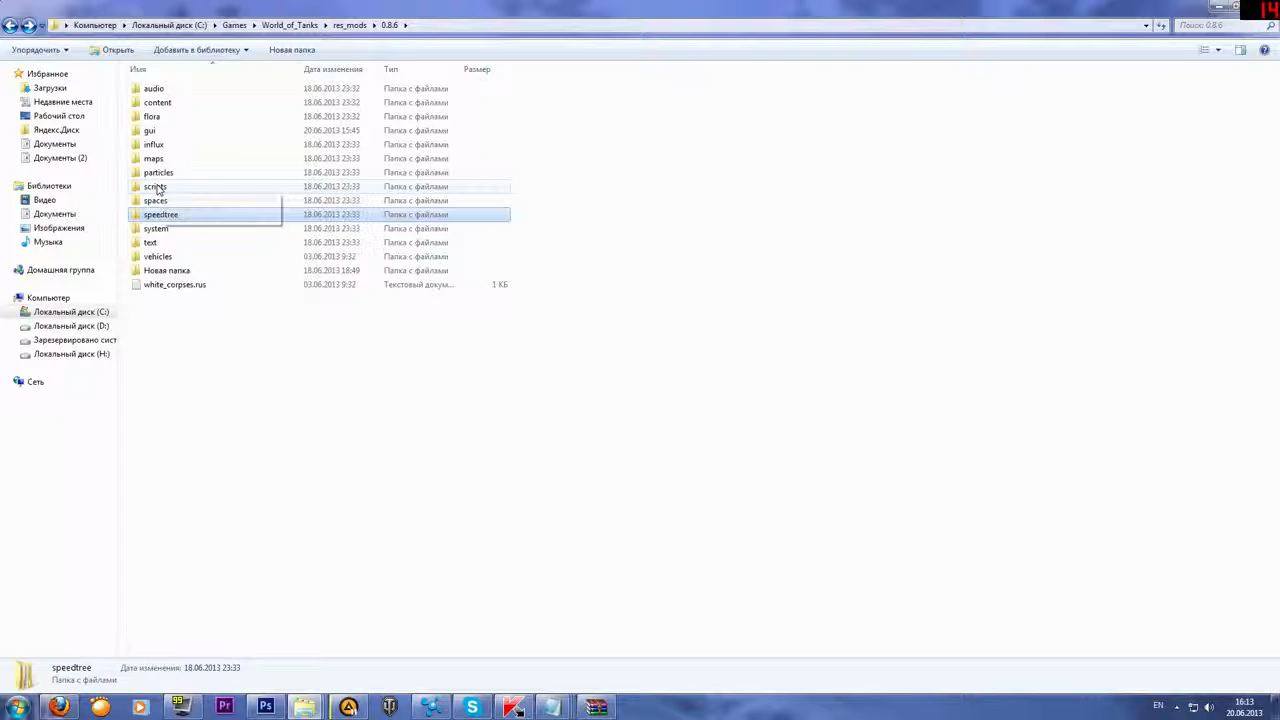 14
Компьютер Локальный диск (C:) Games World_of_Tanks res_mods 0.8.6 Поиск: 0.8.6
Упорядочить Открыть Добавить в библиотеку Новая папка
Имя Дата изменения Тип Размер
Избранное
Загрузки
Недавние места
Рабочий стол
Яндекс.Диск
Документы
Документы (2)
Библиотеки
Видео
Документы
Изображения
Музыка
Домашняя группа
Компьютер
Локальный диск (C:)
Локальный диск (D:)
Зарезервировано сист
Локальный диск (H:)
Сеть
audio 18.06.2013 23:32 Папка с файлами
content 18.06.2013 23:32 Папка с файлами
flora 18.06.2013 23:32 Папка с файлами
gui 20.06.2013 15:45 Папка с файлами
influx 18.06.2013 23:33 Папка с файлами
maps 18.06.2013 23:33 Папка с файлами
particles 18.06.2013 23:33 Папка с файлами
scripts 18.06.2013 23:33 Папка с файлами
spaces 18.06.2013 23:33 Папка с файлами
speedtree 18.06.2013 23:33 Папка с файлами
system 18.06.2013 23:33 Папка с файлами
text 18.06.2013 23:33 Папка с файлами
vehicles 03.06.2013 9:32 Папка с файлами
Новая папка 18.06.2013 18:49 Папка с файлами
white_corpses.rus 03.06.2013 9:32 Текстовый докум... 1 КБ
speedtree Дата изменения: 18.06.2013 23:33
Папка с файлами
99 Pr Ps S EN 16:13
20.06.2013